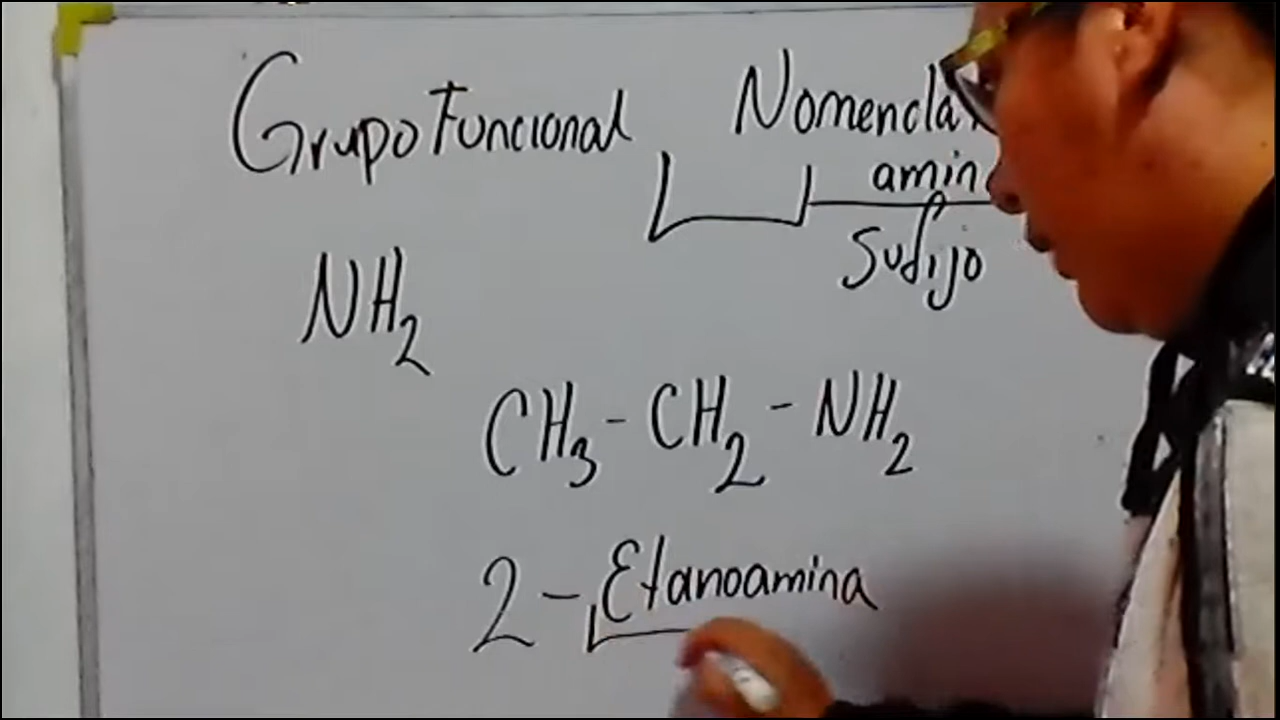 Grupo Funcional Nomencla
amin
Sufijo
NH2
CH3-CH2-NH2
2-Etanoamina